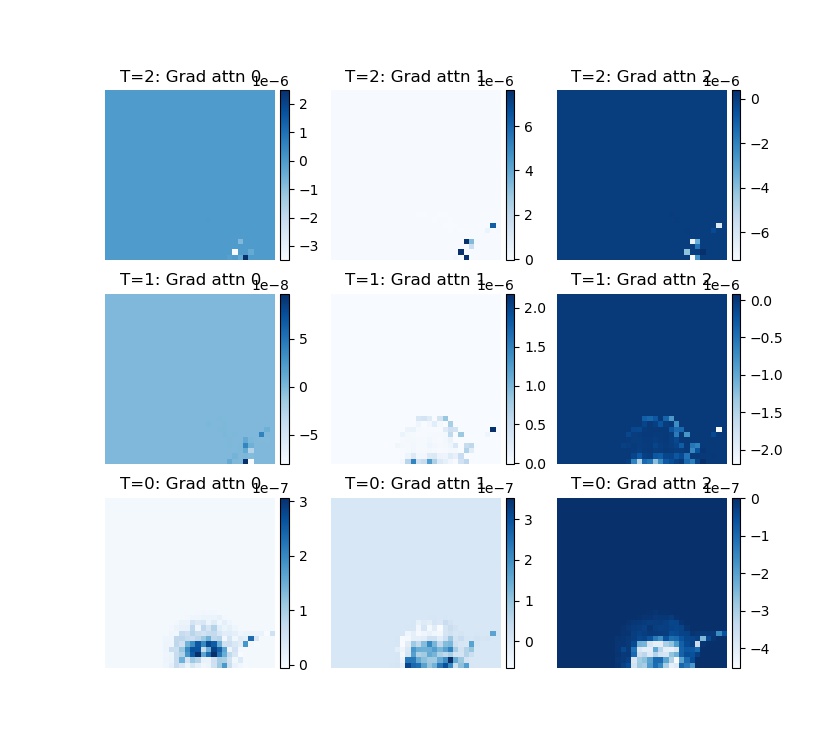 T=2: Grad attn 0
1e−6
T=2: Grad attn 1
1e−6
T=2: Grad attn 2
1e−6
2
1
0
−1
−2
−3
6
4
2
0
0
−2
−4
−6
T=1: Grad attn 0
1e−8
T=1: Grad attn 1
1e−6
T=1: Grad attn 2
1e−6
5
0
−5
2.0
1.5
1.0
0.5
0.0
0.0
−0.5
−1.0
−1.5
−2.0
T=0: Grad attn 0
1e−7
T=0: Grad attn 1
1e−7
T=0: Grad attn 2
1e−7
3
2
1
0
3
2
1
0
0
−1
−2
−3
−4